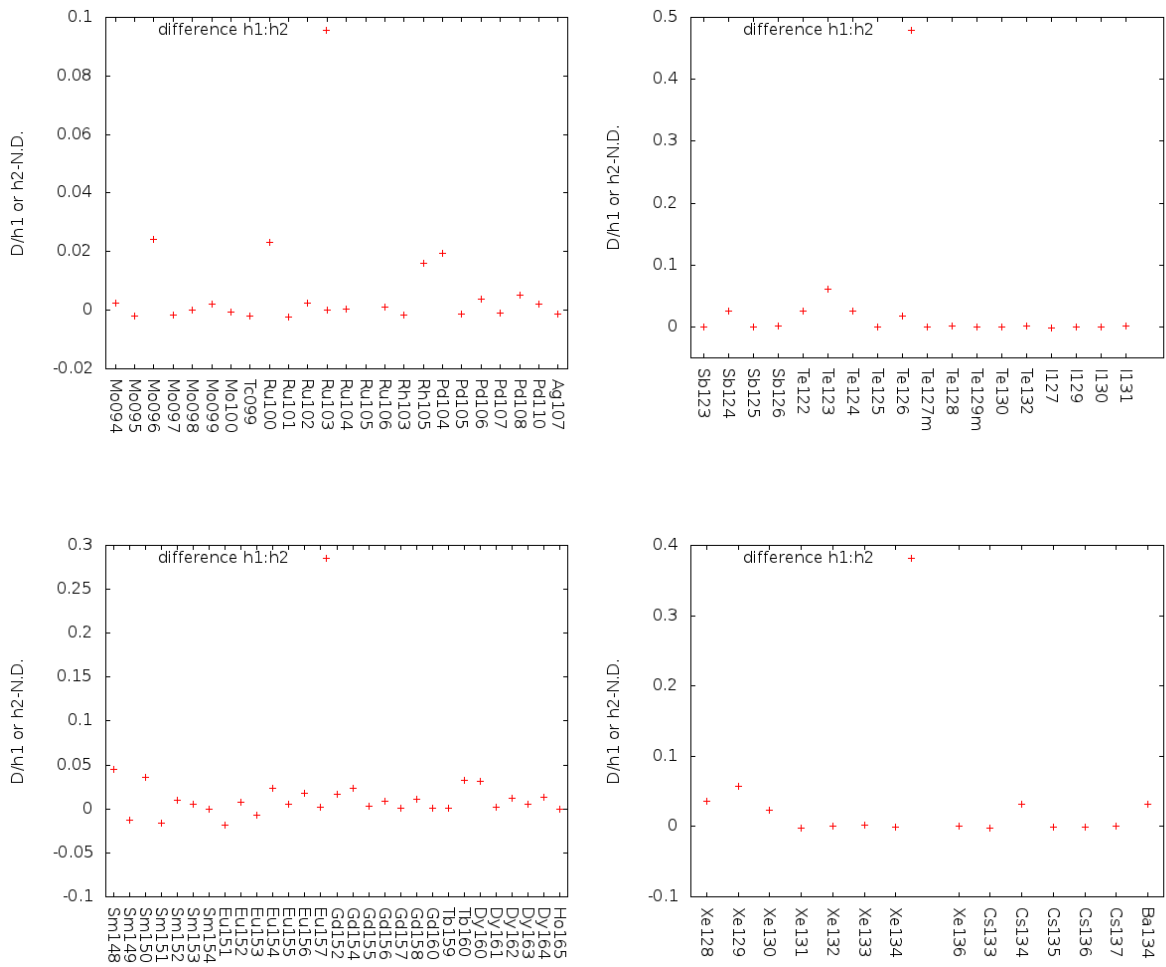 difference h1:h2
D/h1 or h2-N.D.
0.1
0.08
0.06
0.04
0.02
0
-0.02
Mo094
Mo095
Mo096
Mo097
Mo098
Mo099
Mo100
Tc099
Ru100
Ru101
Ru102
Ru103
Ru104
Ru105
Ru106
Rh103
Rh105
Pd104
Pd105
Pd106
Pd107
Pd108
Pd110
Ag107
difference h1:h2
D/h1 or h2-N.D.
0.5
0.4
0.3
0.2
0.1
0
Sb123
Sb124
Sb125
Sb126
Te122
Te123
Te124
Te125
Te126
Te127m
Te128
Te129m
Te130
Te132
I127
I129
I130
I131
difference h1:h2
D/h1 or h2-N.D.
0.3
0.25
0.2
0.15
0.1
0.05
0
-0.05
-0.1
Sm148
Sm149
Sm150
Sm151
Sm152
Sm153
Sm154
Eu151
Eu152
Eu153
Eu154
Eu155
Eu156
Eu157
Gd152
Gd154
Gd155
Gd156
Gd157
Gd158
Gd160
Tb159
Tb160
Dy160
Dy161
Dy162
Dy163
Dy164
Ho165
difference h1:h2
D/h1 or h2-N.D.
0.4
0.3
0.2
0.1
0
-0.1
Xe128
Xe129
Xe130
Xe131
Xe132
Xe133
Xe134
Xe136
Cs133
Cs134
Cs135
Cs136
Cs137
Ba134